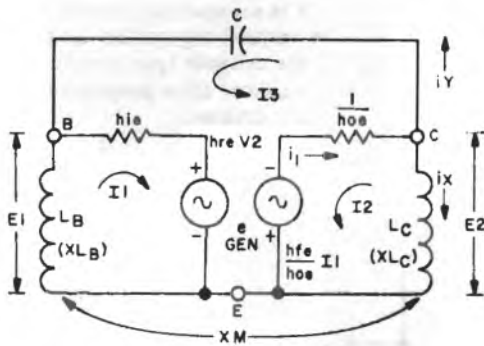 C
I3
iY
B
hie
hre V2
1
hoe
C
i1
iX
E1
I1
+
-
-
+
e
GEN
I2
E2
LB
(XLB)
hfe
hoe
I1
LC
(XLC)
E
XM